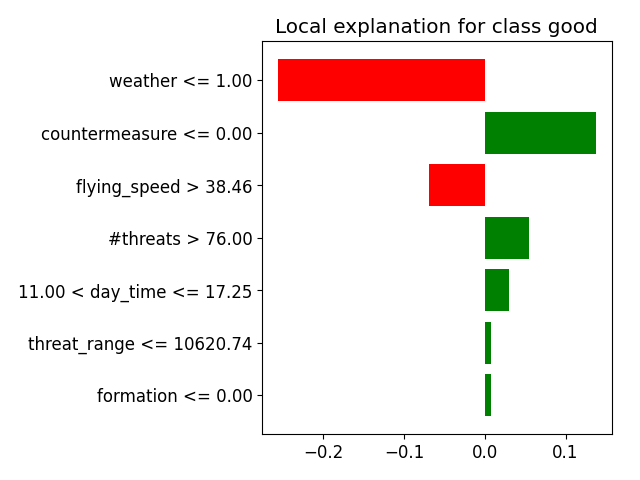 Local explanation for class good
weather <= 1.00
countermeasure <= 0.00
flying_speed > 38.46
#threats > 76.00
11.00 < day_time <= 17.25
threat_range <= 10620.74
formation <= 0.00
−0.2 −0.1 0.0 0.1